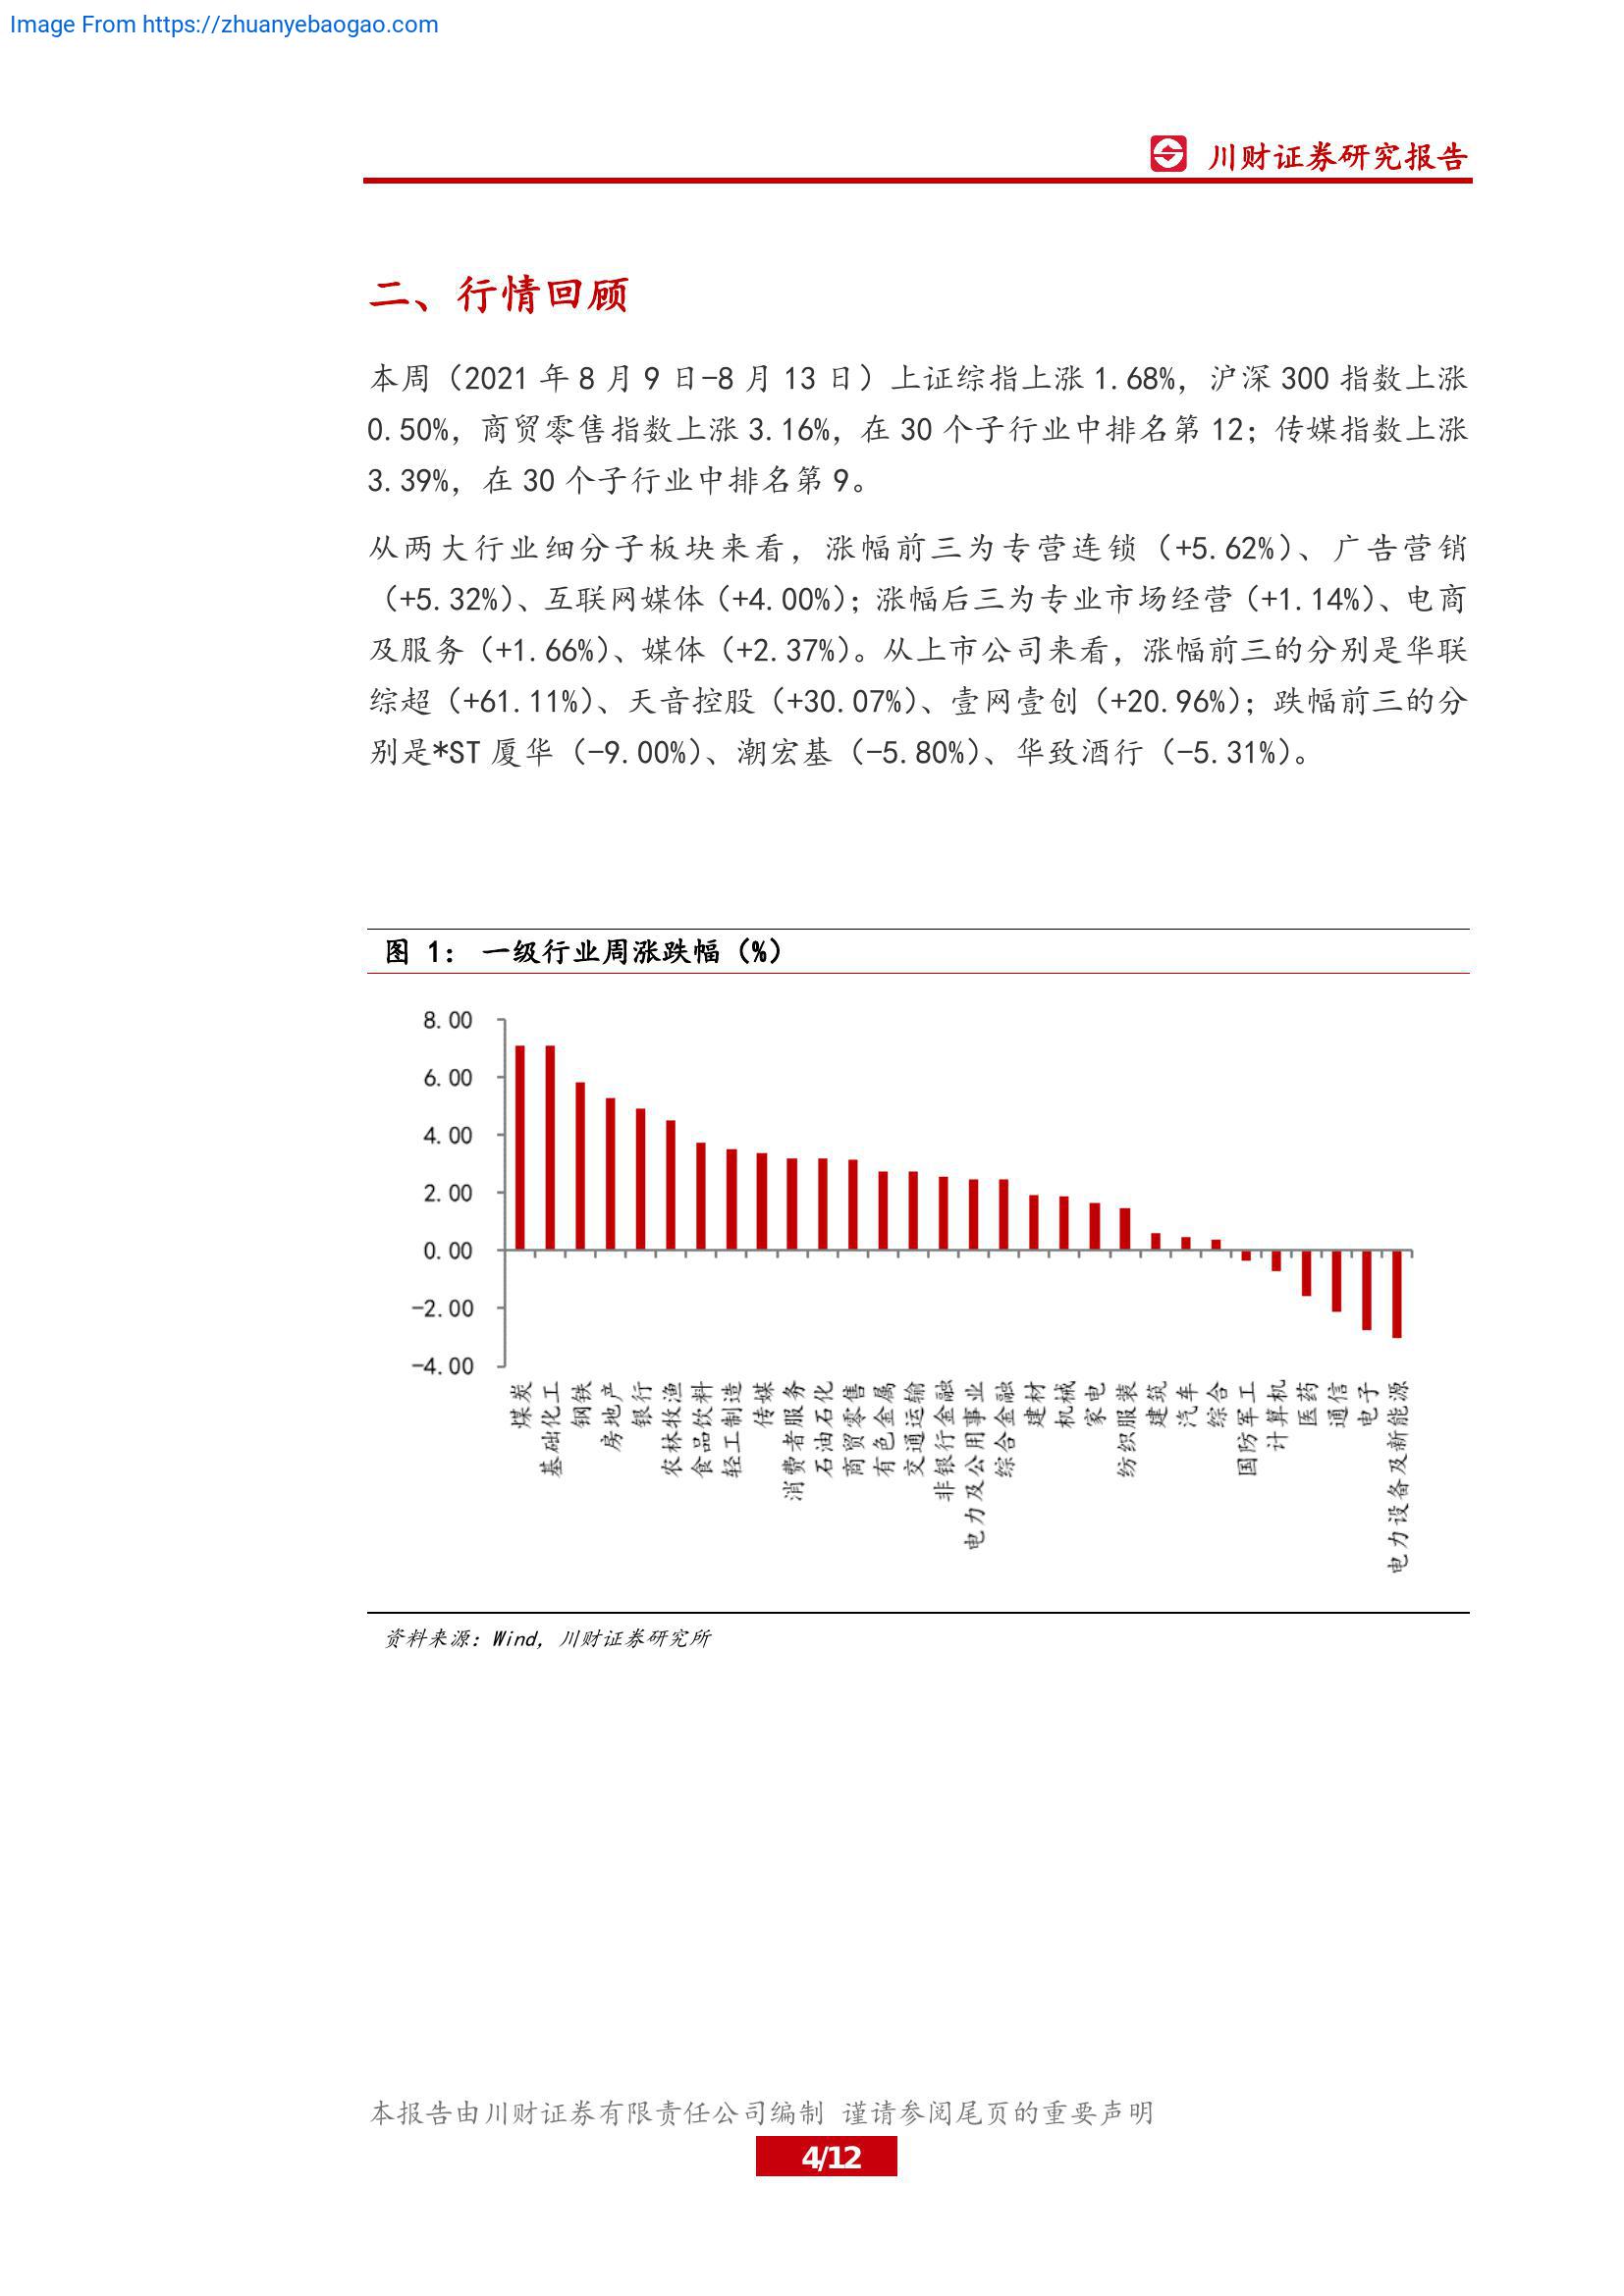 Image From https://zhuanyebaogao.com
川财证券研究报告
二、行情回顾
本周（2021 年 8 月 9 日-8 月 13 日）上证综指上涨 1.68%，沪深 300 指数上涨
0.50%，商贸零售指数上涨 3.16%，在 30 个子行业中排名第 12；传媒指数上涨
3.39%，在 30 个子行业中排名第 9。
从两大行业细分子板块来看，涨幅前三为专营连锁（+5.62%）、广告营销
（+5.32%）、互联网媒体（+4.00%）；涨幅后三为专业市场经营（+1.14%）、电商
及服务（+1.66%）、媒体（+2.37%）。从上市公司来看，涨幅前三的分别是华联
综超（+61.11%）、天音控股（+30.07%）、壹网壹创（+20.96%）；跌幅前三的分
别是*ST 厦华（-9.00%）、潮宏基（-5.80%）、华致酒行（-5.31%）。
图 1： 一级行业周涨跌幅（%）
8.00
6.00
4.00
2.00
0.00
-2.00
-4.00
煤炭
基础化工
钢铁
房地产
银行
农林牧渔
食品饮料
轻工制造
传媒
消费者服务
石油石化
商贸零售
有色金属
交通运输
非银行金融
电力及公用事业
综合金融
建材
机械
家电
纺织服装
建筑
汽车
综合
国防军工
计算机
医药
通信
电子
电力设备及新能源
资料来源：Wind，川财证券研究所
本报告由川财证券有限责任公司编制 谨请参阅尾页的重要声明
4/12